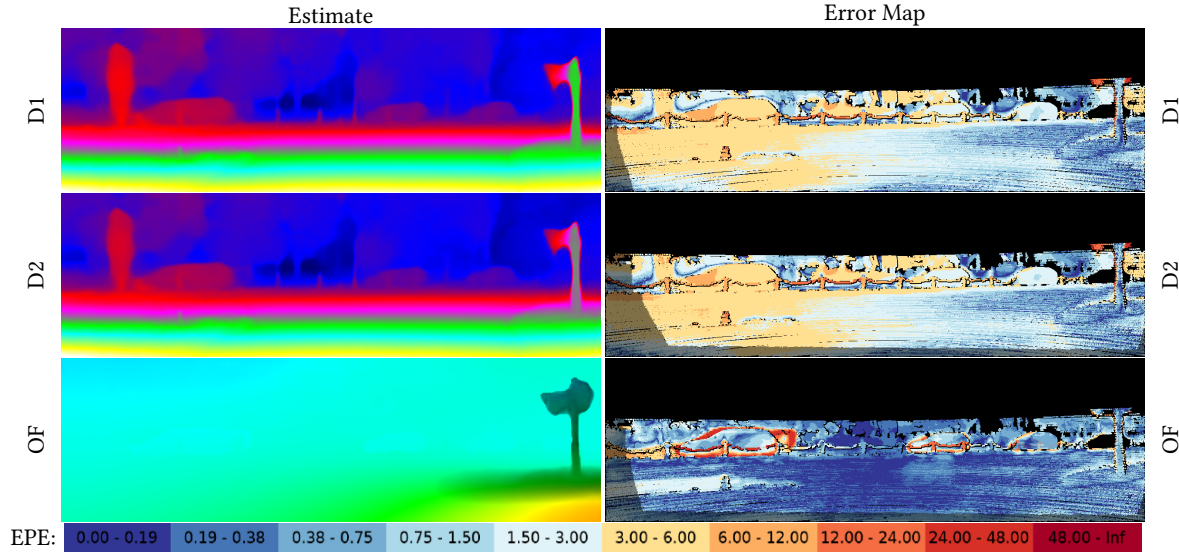 Estimate Error Map
D1 D1
D2 D2
OF OF
EPE: 0.00 - 0.19 0.19 - 0.38 0.38 - 0.75 0.75 - 1.50 1.50 - 3.00 3.00 - 6.00 6.00 - 12.00 12.00 - 24.00 24.00 - 48.00 48.00 - Inf